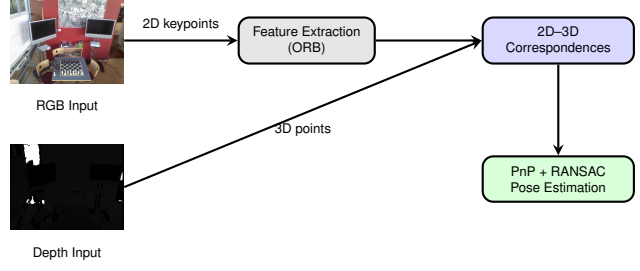 2D keypoints
Feature Extraction
(ORB)
2D–3D
Correspondences
RGB Input
3D points
PnP + RANSAC
Pose Estimation
Depth Input